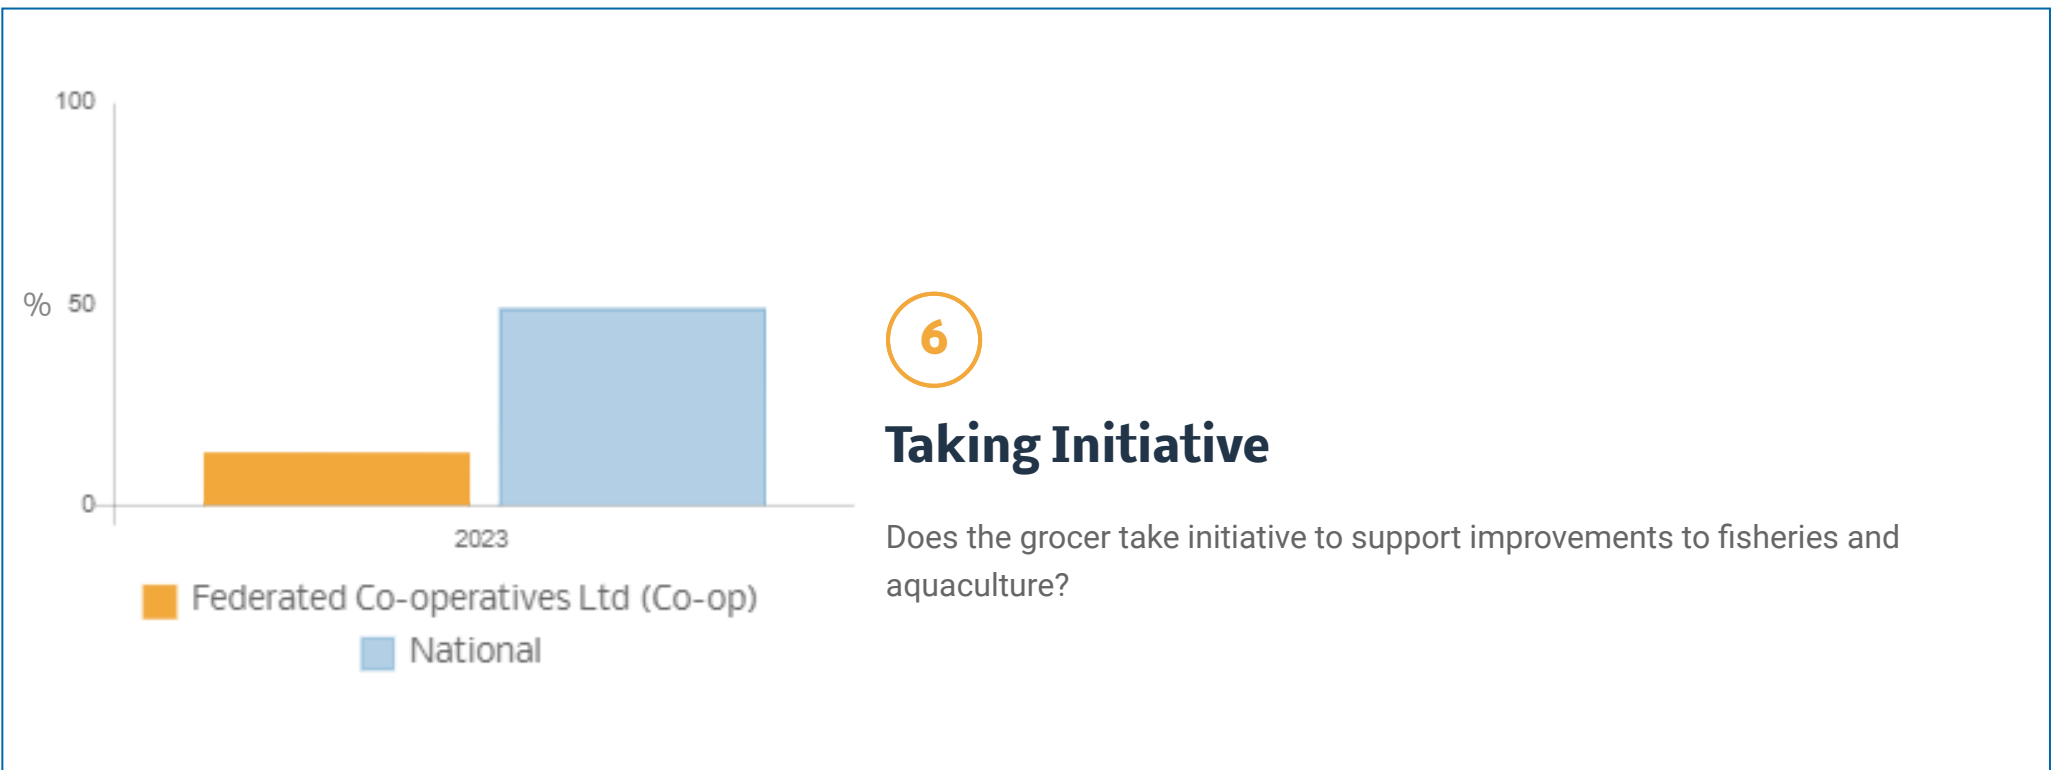 100
% 50
0
2023
Federated Co-operatives Ltd (Co-op)
National
6
Taking Initiative
Does the grocer take initiative to support improvements to fisheries and
aquaculture?